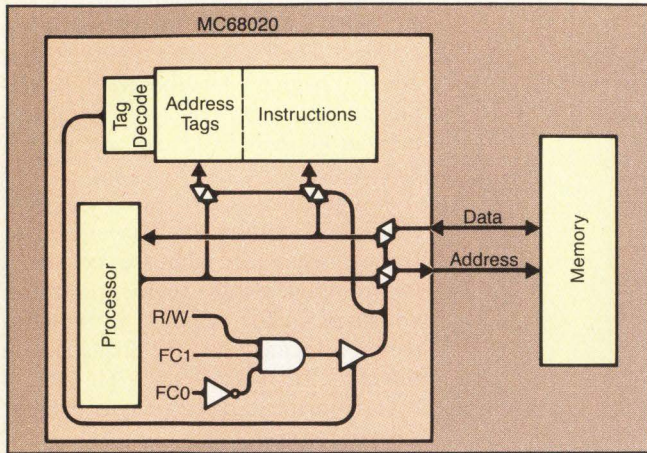 MC68020
Tag
Decode
Address
Tags
Instructions
Processor
Data
Address
Memory
R/W
FC1
FC0